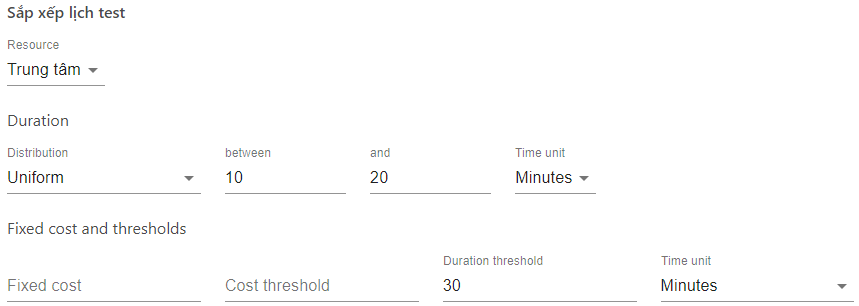 Sắp xếp lịch test
Resource
Trung tâm
Duration
Distribution between and Time unit
Uniform 10 20 Minutes
Fixed cost and thresholds
Duration threshold Time unit
Fixed cost Cost threshold 30 Minutes